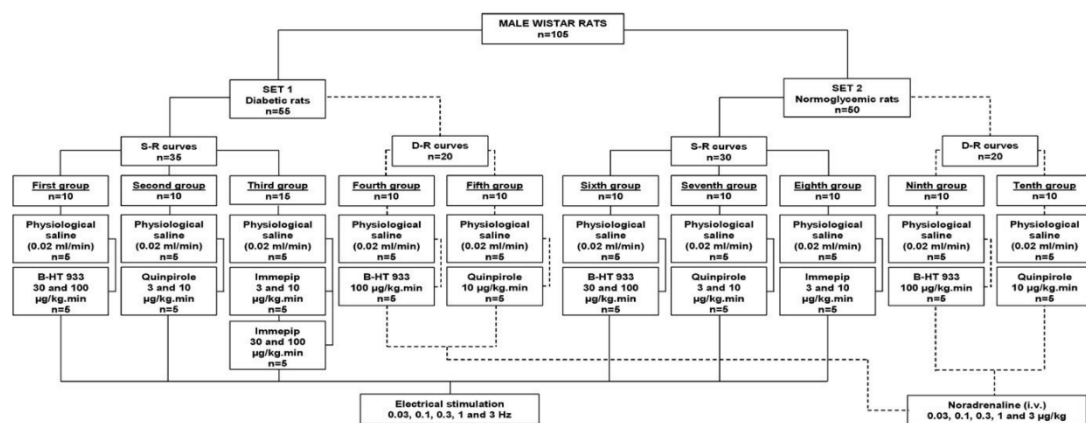 MALE WISTAR RATS
n=105
SET 1
Diabetic rats
n=55
SET 2
Normoglycemic rats
n=50
S-R curves
n=35
D-R curves
n=20
S-R curves
n=30
D-R curves
n=20
First group
n=10
Second group
n=10
Third group
n=15
Fourth group
n=10
Fifth group
n=10
Sixth group
n=10
Seventh group
n=10
Eighth group
n=10
Ninth group
n=10
Tenth group
n=10
Physiological
saline
(0.02 ml/min)
n=5
Physiological
saline
(0.02 ml/min)
n=5
Physiological
saline
(0.02 ml/min)
n=5
Physiological
saline
(0.02 ml/min)
n=5
Physiological
saline
(0.02 ml/min)
n=5
Physiological
saline
(0.02 ml/min)
n=5
Physiological
saline
(0.02 ml/min)
n=5
Physiological
saline
(0.02 ml/min)
n=5
Physiological
saline
(0.02 ml/min)
n=5
Physiological
saline
(0.02 ml/min)
n=5
B-HT 933
30 and 100
µg/kg.min
n=5
Quinpirole
3 and 10
µg/kg.min
n=5
Immepip
3 and 10
µg/kg.min
n=5
B-HT 933
100 µg/kg.min
n=5
Quinpirole
10 µg/kg.min
n=5
B-HT 933
30 and 100
µg/kg.min
n=5
Quinpirole
3 and 10
µg/kg.min
n=5
Immepip
3 and 10
µg/kg.min
n=5
B-HT 933
100 µg/kg.min
n=5
Quinpirole
10 µg/kg.min
n=5
Immepip
30 and 100
µg/kg.min
n=5
Electrical stimulation
0.03, 0.1, 0.3, 1 and 3 Hz
Noradrenaline (i.v.)
0.03, 0.1, 0.3, 1 and 3 µg/kg